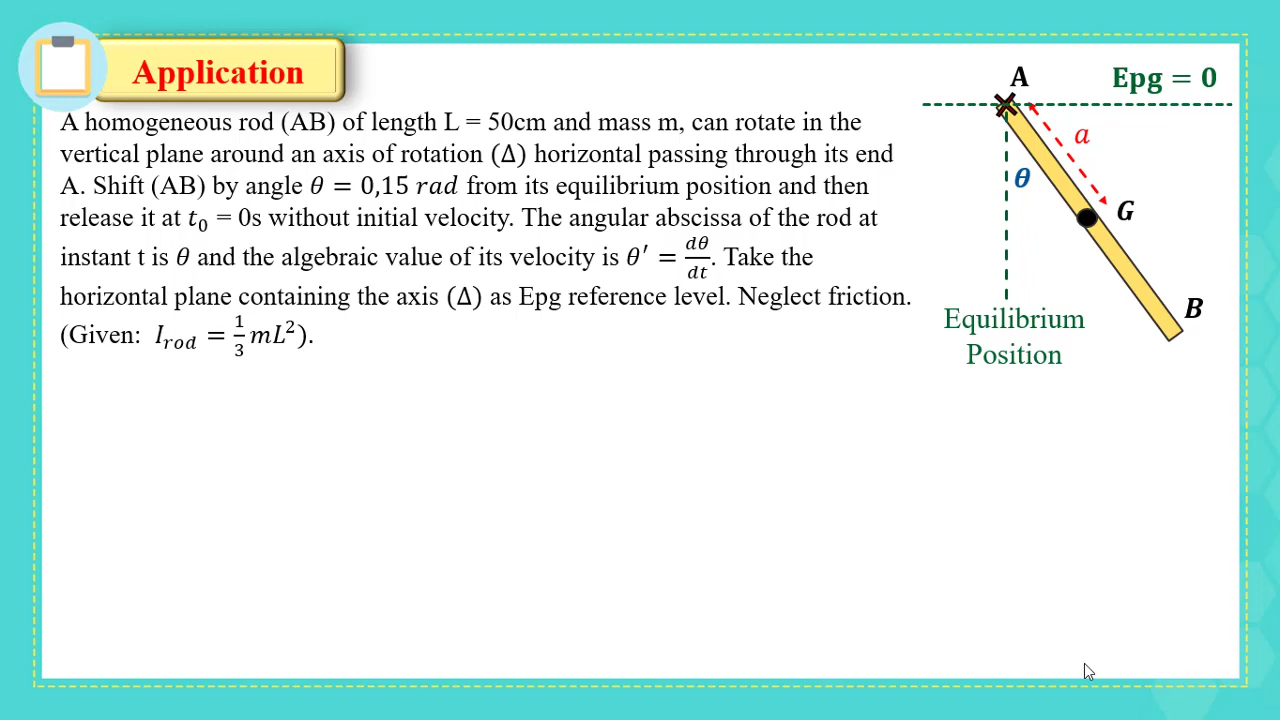 Application
A homogeneous rod (AB) of length L = 50cm and mass m, can rotate in the
vertical plane around an axis of rotation (Δ) horizontal passing through its end
A. Shift (AB) by angle θ = 0,15 rad from its equilibrium position and then
release it at t₀ = 0s without initial velocity. The angular abscissa of the rod at
instant t is θ and the algebraic value of its velocity is θ′ = dθ/dt. Take the
horizontal plane containing the axis (Δ) as Epg reference level. Neglect friction.
(Given: I_rod = 1/3 mL²).
A
Epg = 0
a
θ
G
B
Equilibrium
Position